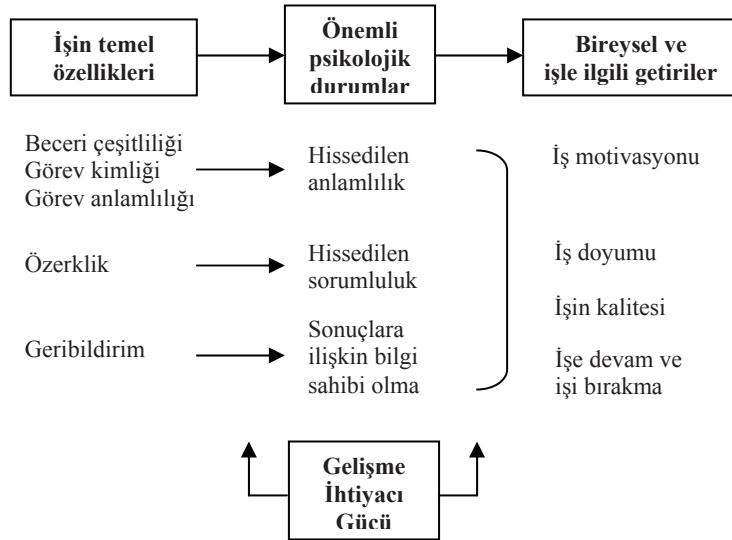 İşin temel
özellikleri
Önemli
psikolojik
durumlar
Bireysel ve
işle ilgili getiriler
Beceri çeşitliliği
Görev kimliği
Görev anlamlılığı
Hissedilen
anlamlılık
İş motivasyonu
Özerklik
Hissedilen
sorumluluk
İş doyumu
İşin kalitesi
Geribildirim
Sonuçlara
ilişkin bilgi
sahibi olma
İşe devam ve
işi bırakma
Gelişme
İhtiyacı
Gücü